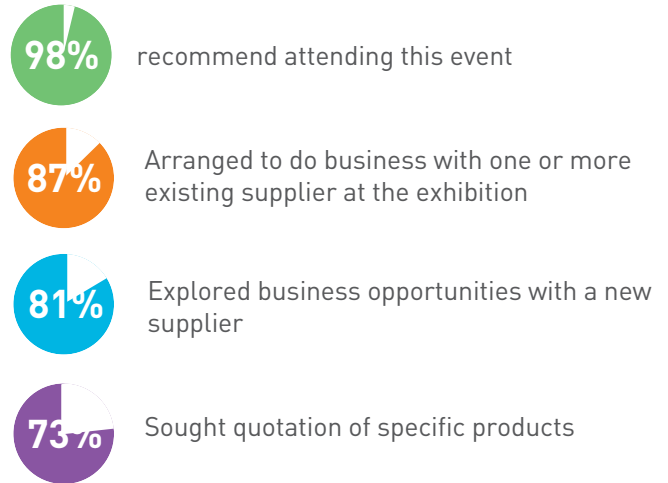 98%
recommend attending this event
87%
Arranged to do business with one or more
existing supplier at the exhibition
81%
Explored business opportunities with a new
supplier
73%
Sought quotation of specific products